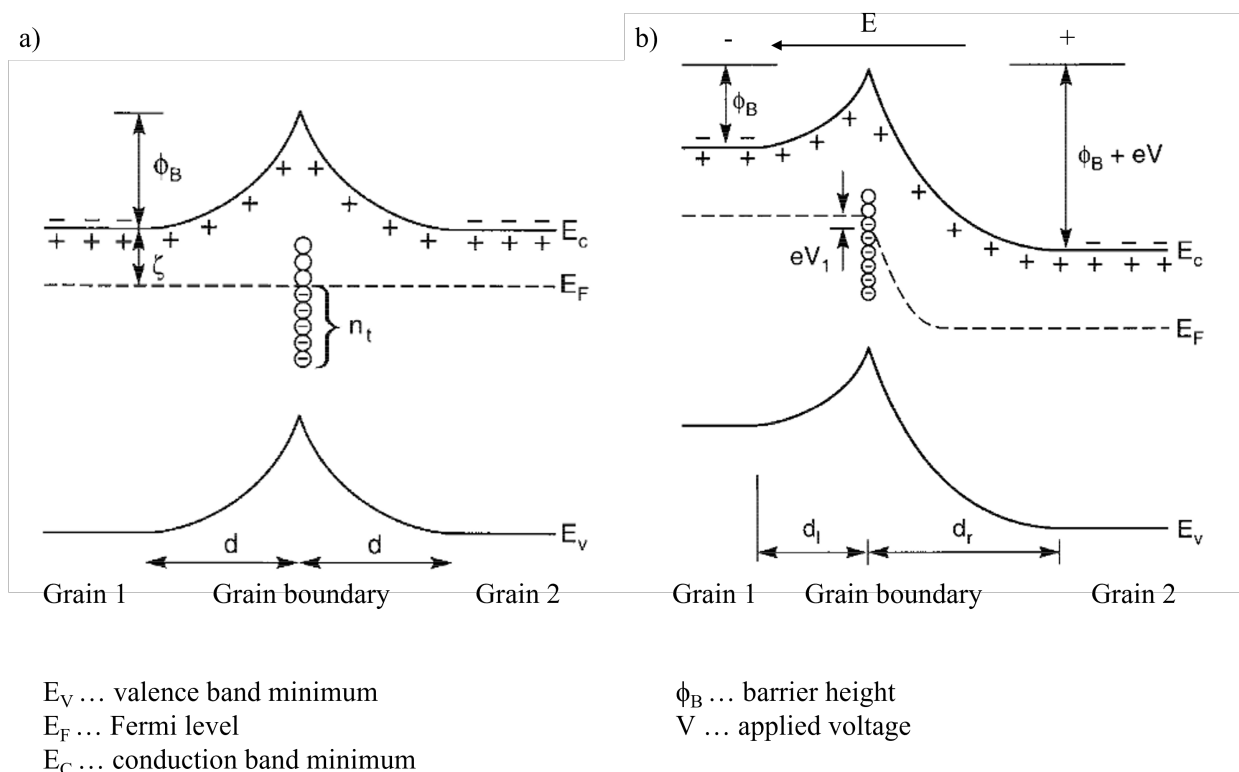 a)
ϕB
ζ
Ec
EF
nt
Ev
d d
Grain 1 Grain boundary Grain 2
b)
E
- +
ϕB
ϕB + eV
eV1
Ec
EF
dl dr
Ev
Grain 1 Grain boundary Grain 2
EV … valence band minimum
EF … Fermi level
EC … conduction band minimum
ϕB … barrier height
V … applied voltage